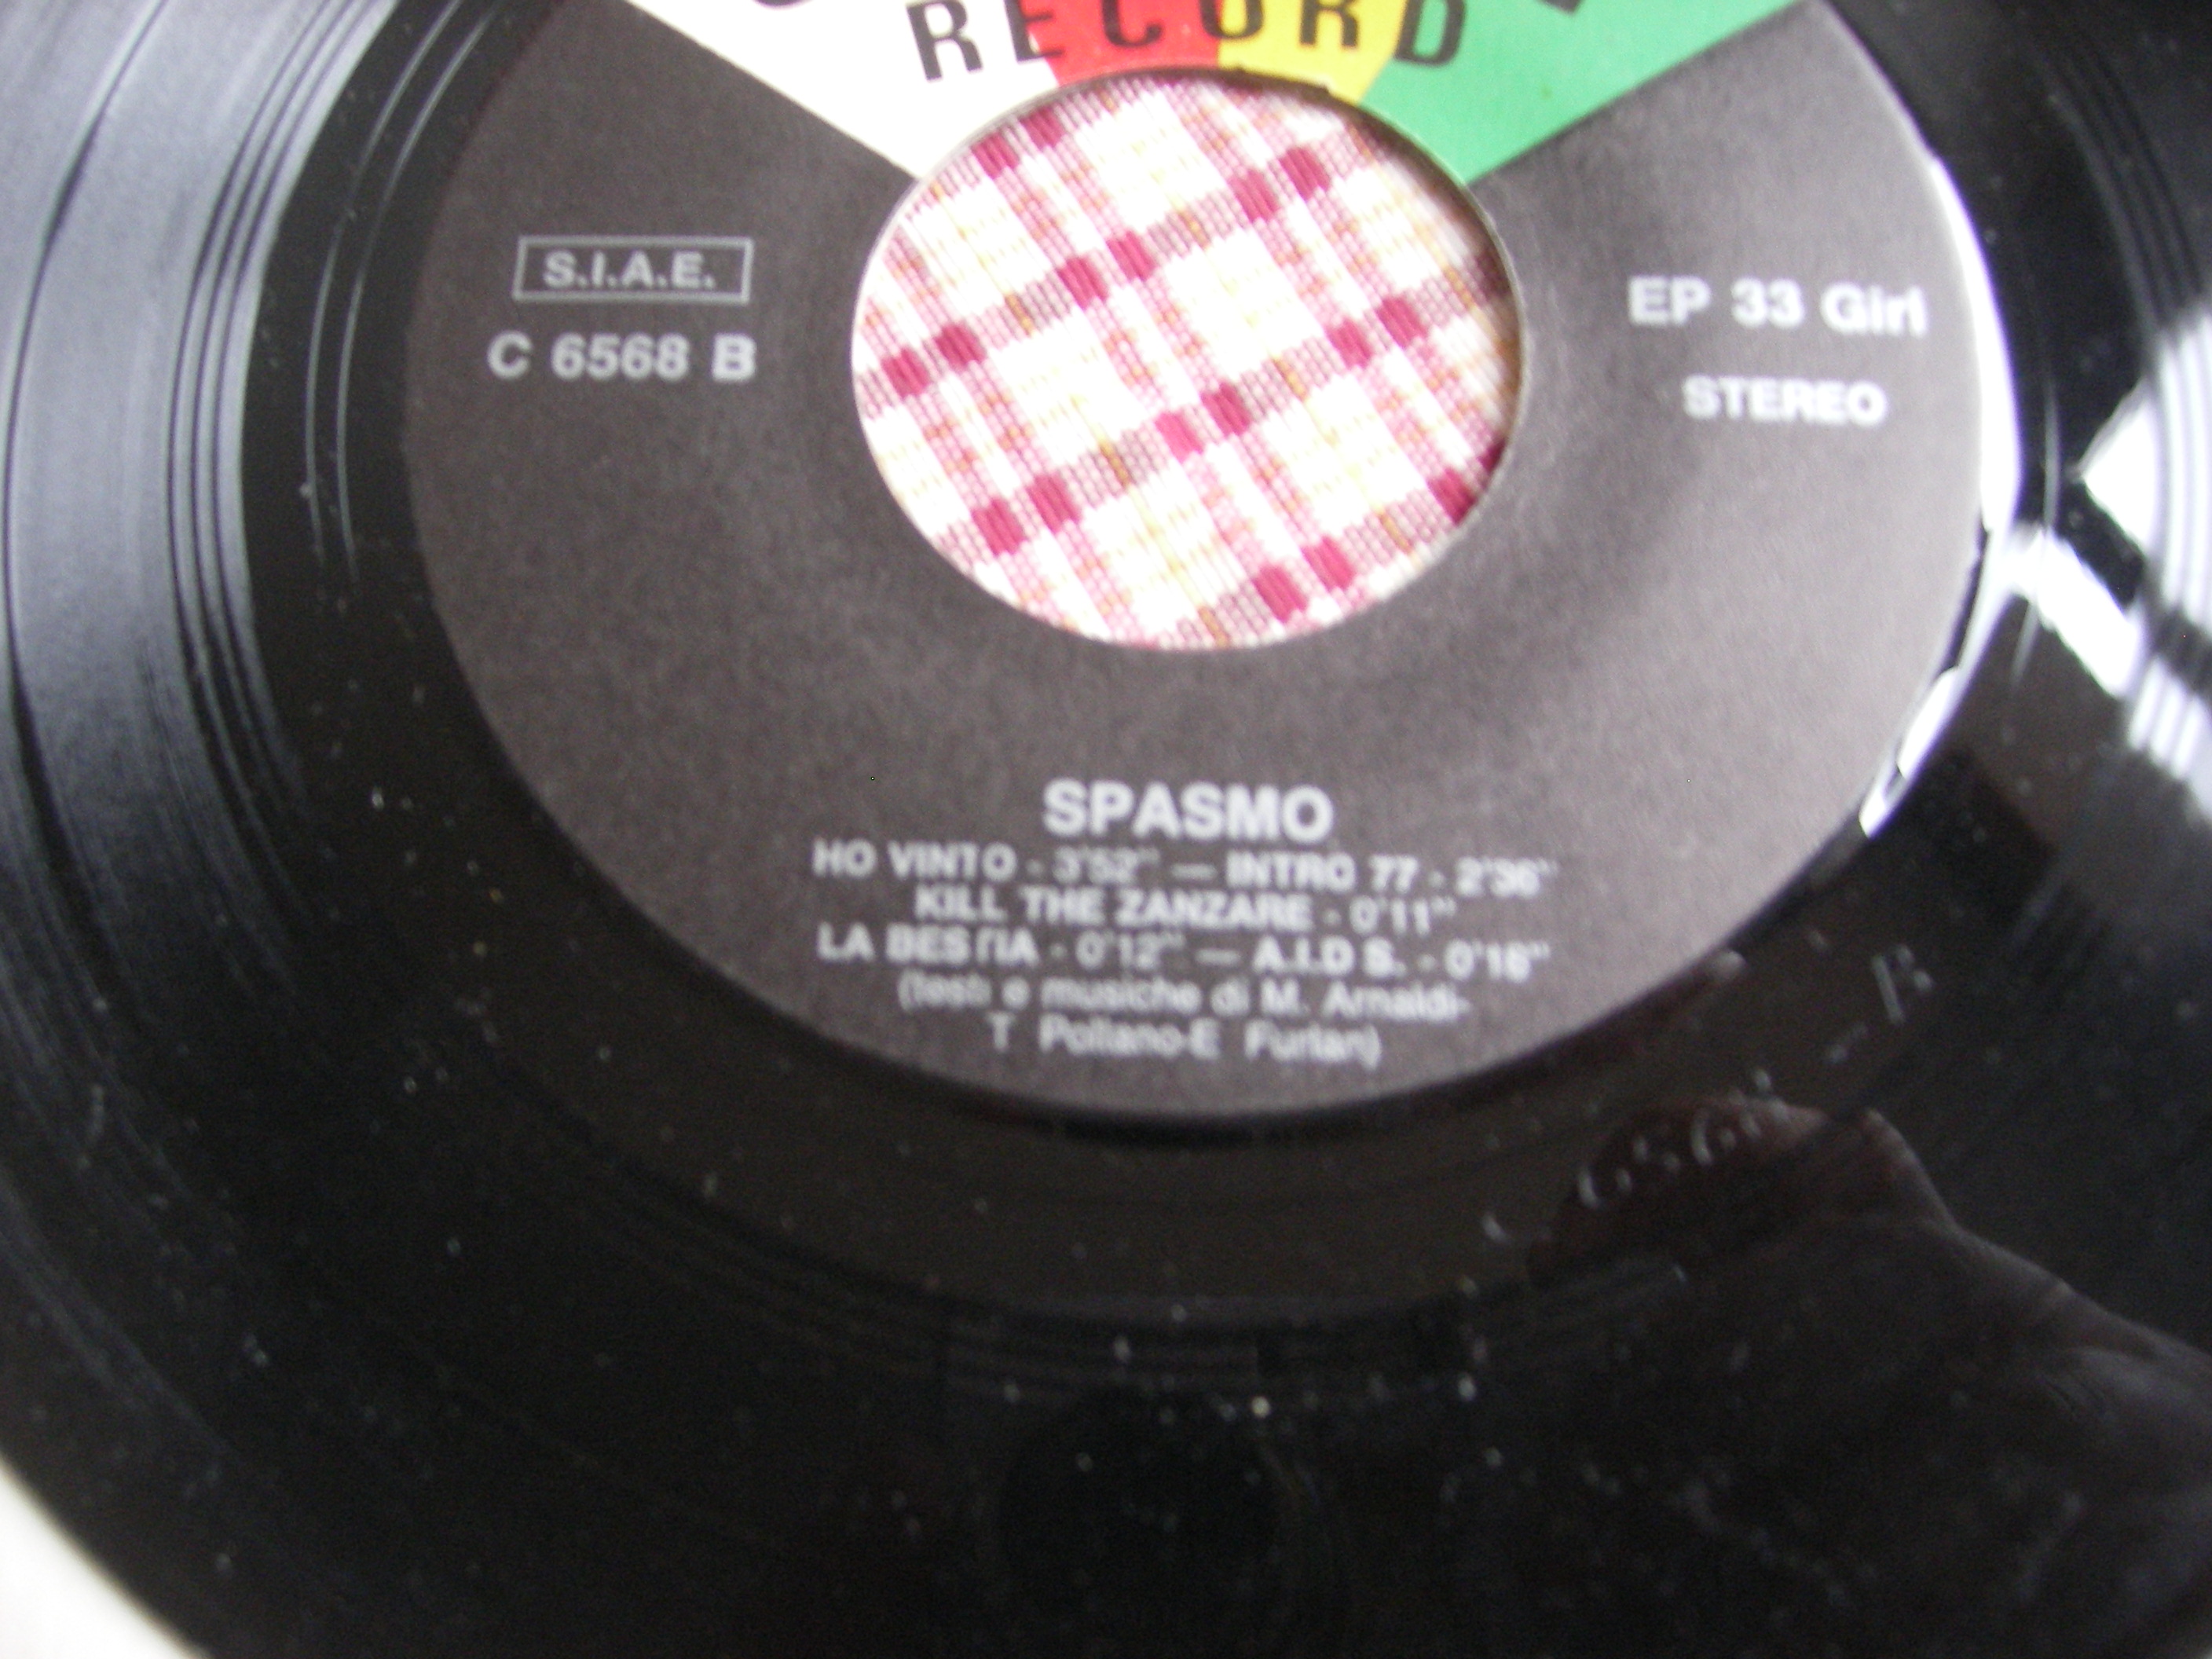 RECORD
S.I.A.E.
C 6568 B
EP 33 Giri
STEREO
SPASMO
HO VINTO - 3'52" — INTRO 77 - 2'36"
KILL THE ZANZARE - 0'11"
LA BESTIA - 0'12" — A.I.D S. - 0'16"
(testi e musiche di M. Arnaldi-
T Pollano-E Furlan)